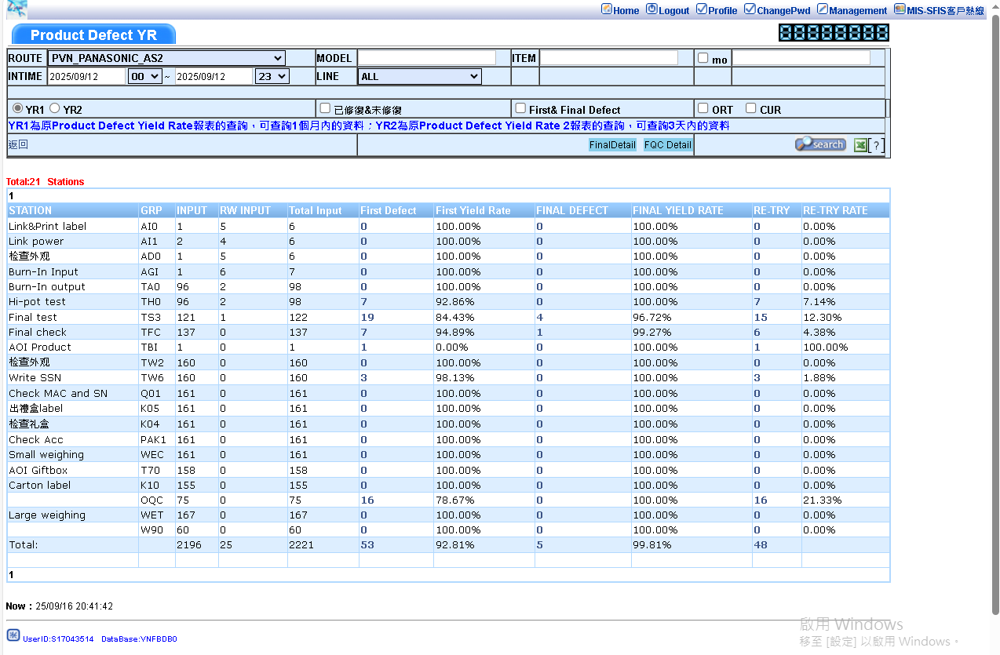 Home Logout Profile ChangePwd Management MIS-SFIS客戶熱線
Product Defect YR
88888888
ROUTE PVN_PANASONIC_AS2 MODEL ITEM mo
INTIME 2025/09/12 00 ~ 2025/09/12 23 LINE ALL
YR1 YR2 已修復&未修復 First& Final Defect ORT CUR
YR1為原Product Defect Yield Rate報表的查詢，可查詢1個月內的資料；YR2為原Product Defect Yield Rate 2報表的查詢，可查詢3天內的資料
返回 FinalDetail FQC Detail search [?]
Total:21 Stations
1
STATION GRP INPUT RW INPUT Total Input First Defect First Yield Rate FINAL DEFECT FINAL YIELD RATE RE-TRY RE-TRY RATE
Link&Print label AI0 1 5 6 0 100.00% 0 100.00% 0 0.00%
Link power AI1 2 4 6 0 100.00% 0 100.00% 0 0.00%
检查外观 AD0 1 5 6 0 100.00% 0 100.00% 0 0.00%
Burn-In Input AGI 1 6 7 0 100.00% 0 100.00% 0 0.00%
Burn-In output TA0 96 2 98 0 100.00% 0 100.00% 0 0.00%
Hi-pot test TH0 96 2 98 7 92.86% 0 100.00% 7 7.14%
Final test TS3 121 1 122 19 84.43% 4 96.72% 15 12.30%
Final check TFC 137 0 137 7 94.89% 1 99.27% 6 4.38%
AOI Product TBI 1 0 1 1 0.00% 0 100.00% 1 100.00%
检查外观 TW2 160 0 160 0 100.00% 0 100.00% 0 0.00%
Write SSN TW6 160 0 160 3 98.13% 0 100.00% 3 1.88%
Check MAC and SN Q01 161 0 161 0 100.00% 0 100.00% 0 0.00%
出禮盒label K05 161 0 161 0 100.00% 0 100.00% 0 0.00%
检查礼盒 K04 161 0 161 0 100.00% 0 100.00% 0 0.00%
Check Acc PAK1 161 0 161 0 100.00% 0 100.00% 0 0.00%
Small weighing WEC 161 0 161 0 100.00% 0 100.00% 0 0.00%
AOI Giftbox T70 158 0 158 0 100.00% 0 100.00% 0 0.00%
Carton label K10 155 0 155 0 100.00% 0 100.00% 0 0.00%
OQC 75 0 75 16 78.67% 0 100.00% 16 21.33%
Large weighing WET 167 0 167 0 100.00% 0 100.00% 0 0.00%
W90 60 0 60 0 100.00% 0 100.00% 0 0.00%
Total: 2196 25 2221 53 92.81% 5 99.81% 48
1
Now：25/09/16 20:41:42
UserID:S17043514 DataBase:VNFBDB0
啟用 Windows
移至 [設定] 以啟用 Windows。